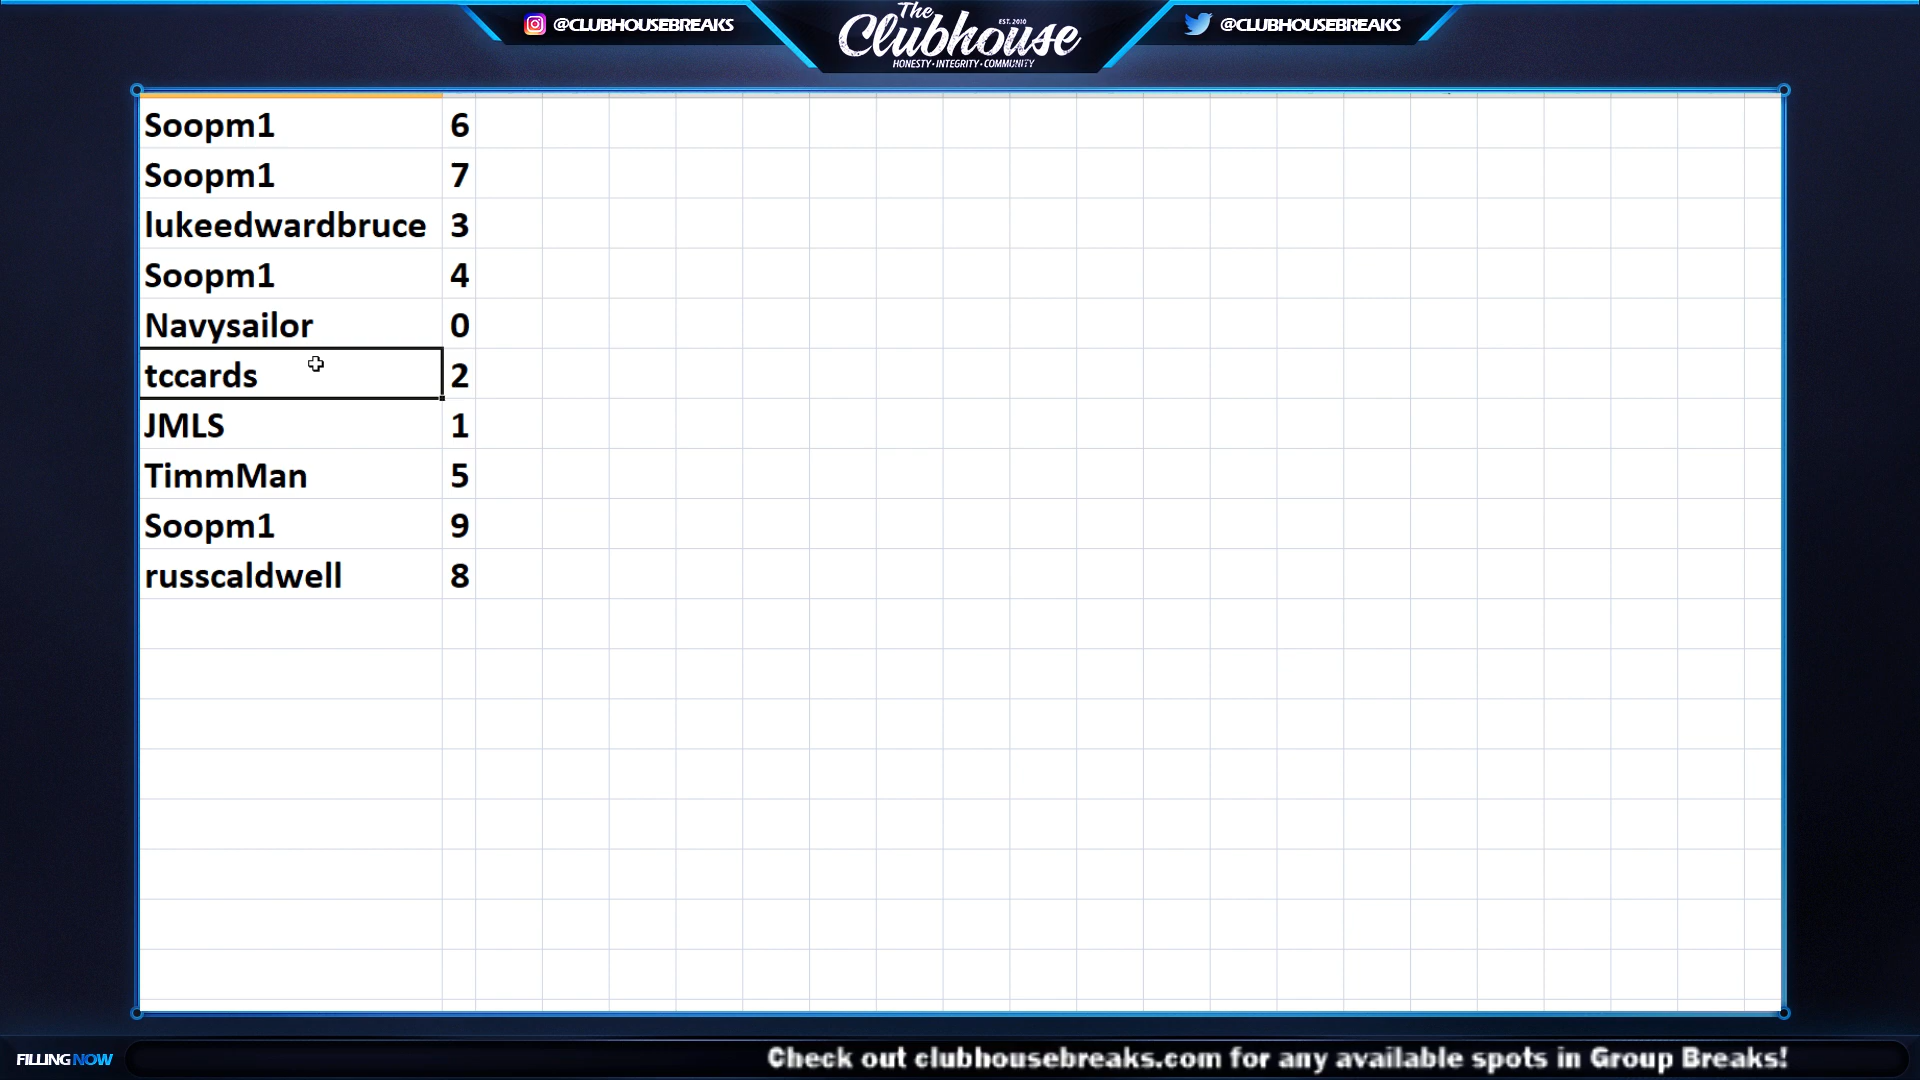 @CLUBHOUSEBREAKS
The
Clubhouse
EST. 2010
HONESTY • INTEGRITY • COMMUNITY
@CLUBHOUSEBREAKS
Soopm1 6
Soopm1 7
lukeedwardbruce 3
Soopm1 4
Navysailor 0
tccards 2
JMLS 1
TimmMan 5
Soopm1 9
russcaldwell 8
FILLING NOW
Check out clubhousebreaks.com for any available spots in Group Breaks!